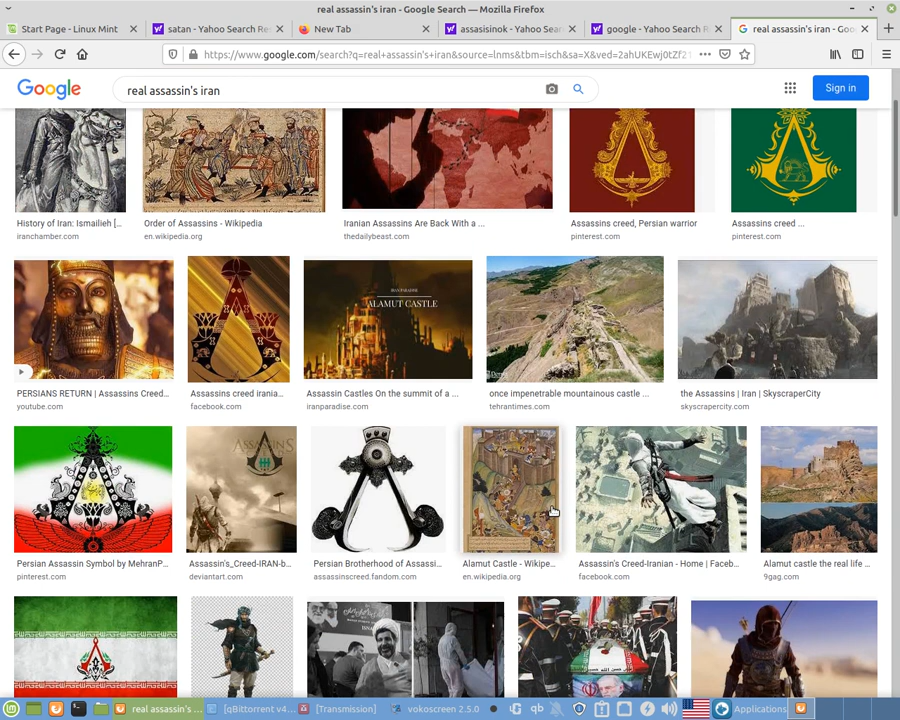 real assassin's iran - Google Search — Mozilla Firefox
Start Page - Linux Mint
satan - Yahoo Search Re
New Tab
assasisinok - Yahoo Sear
google - Yahoo Search R
real assassin's iran - Goo
https://www.google.com/search?q=real+assassin's+iran&source=lnms&tbm=isch&sa=X&ved=2ahUKEwj0tZf21
Google
real assassin's iran
Sign in
History of Iran: Ismailieh [...
iranchamber.com
Order of Assassins - Wikipedia
en.wikipedia.org
Iranian Assassins Are Back With a ...
thedailybeast.com
Assassins creed, Persian warrior
pinterest.com
Assassins creed ...
pinterest.com
IRAN PARADISE
ALAMUT CASTLE
PERSIANS RETURN | Assassins Creed...
youtube.com
Assassins creed irania...
facebook.com
Assassin Castles On the summit of a ...
iranparadise.com
once impenetrable mountainous castle ...
tehrantimes.com
the Assassins | Iran | SkyscraperCity
skyscrapercity.com
ASSASSINS
Persian Assassin Symbol by MehranP...
pinterest.com
Assassin's_Creed-IRAN-b...
deviantart.com
Persian Brotherhood of Assassi...
assassinscreed.fandom.com
Alamut Castle - Wikipe...
en.wikipedia.org
Assassin's Creed-Iranian - Home | Faceb...
facebook.com
Alamut castle the real life ...
9gag.com
real assassin's ...
[qBittorrent v4...
[Transmission]
vokoscreen 2.5.0
Applications